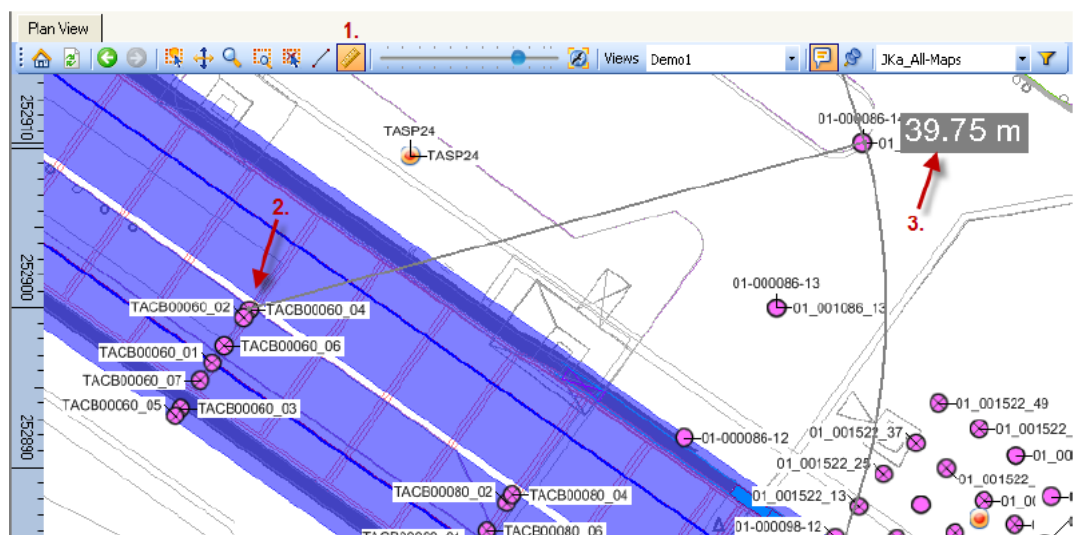 Plan View
1.
Views Demo1 JKa_All-Maps
252910
252900
252890
TASP24
TASP24
01-000086-14
39.75 m
2.
3.
01-000086-13
01_001086_13
TACB00060_02
TACB00060_04
TACB00060_06
TACB00060_01
TACB00060_07
TACB00060_05
TACB00060_03
01-000086-12
01_001522_49
01_001522_37
01_001522_
01_001522_25
01_001522_
01_001522_13
TACB00080_02
TACB00080_04
01-000098-12
TACB00080_06